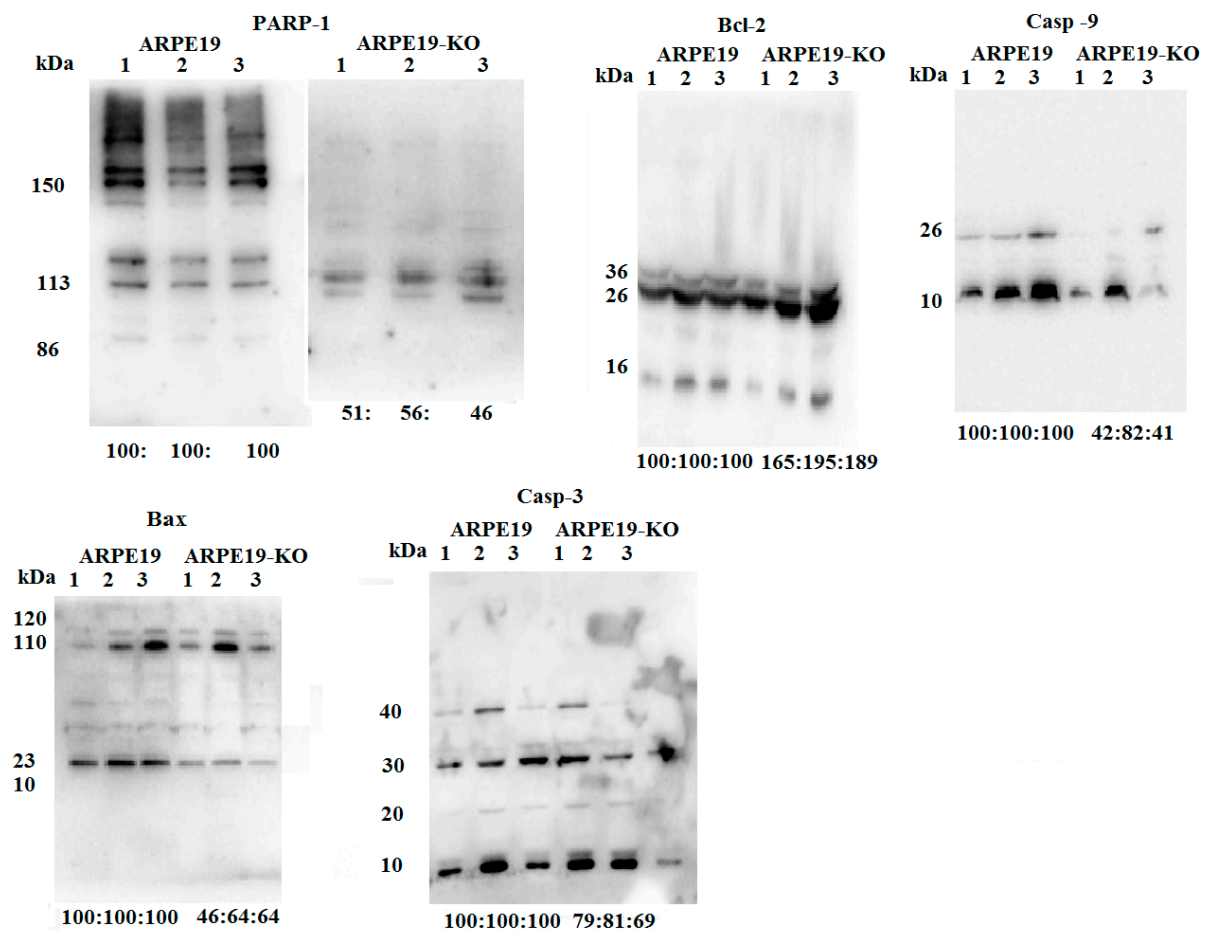 PARP-1
ARPE19 ARPE19-KO
kDa 1 2 3 1 2 3
150
113
86
51: 56: 46
100: 100: 100
Bcl-2
ARPE19 ARPE19-KO
1 2 3 1 2 3
36
26
16
100:100:100 165:195:189
Casp -9
ARPE19 ARPE19-KO
1 2 3 1 2 3
26
10
100:100:100 42:82:41
Bax
ARPE19 ARPE19-KO
kDa 1 2 3 1 2 3
120
110
23
10
100:100:100 46:64:64
Casp-3
ARPE19 ARPE19-KO
kDa 1 2 3 1 2 3
40
30
20
10
100:100:100 79:81:69